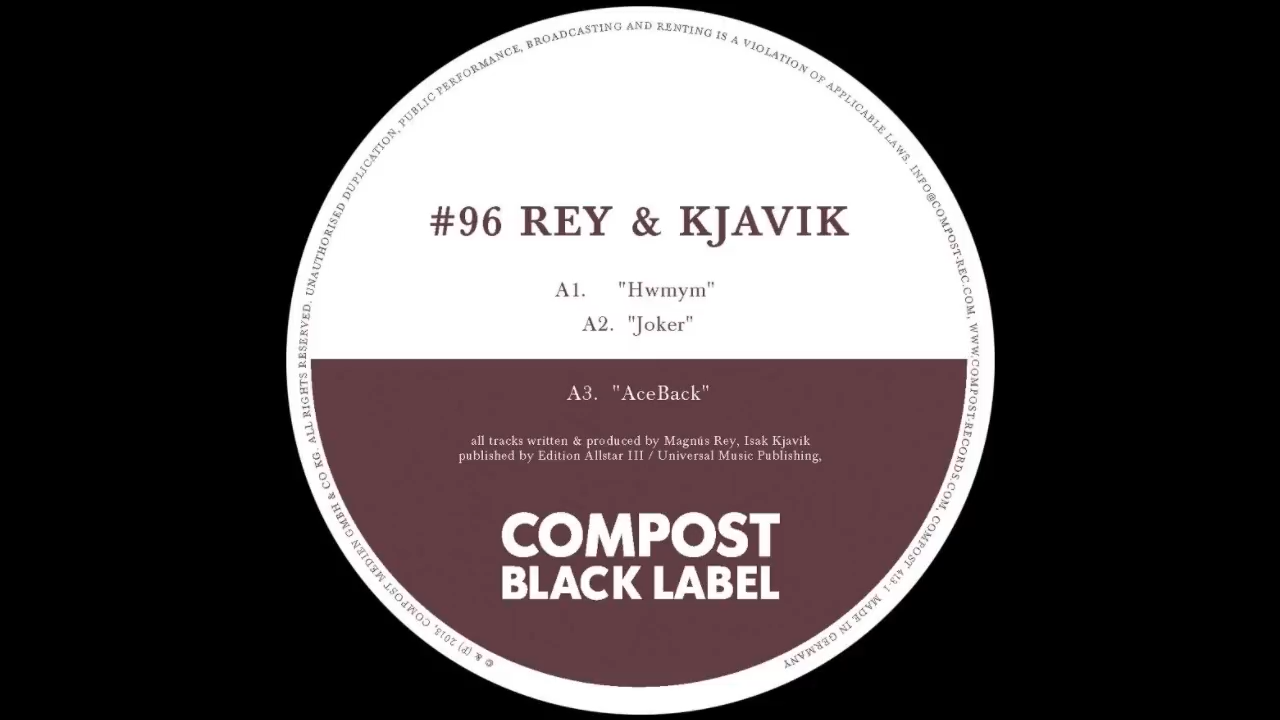 © & (P) 2013, COMPOST MEDIEN GMBH & CO KG. ALL RIGHTS RESERVED. UNAUTHORISED DUPLICATION, PUBLIC PERFORMANCE, BROADCASTING AND RENTING IS A VIOLATION OF APPLICABLE LAWS. INFO@COMPOST-REC.COM, WWW.COMPOST-RECORDS.COM, COMPOST 413-1 MADE IN GERMANY
#96 REY & KJAVIK
A1. "Hwmym"
A2. "Joker"
A3. "AceBack"
all tracks written & produced by Magnús Rey, Isak Kjavik
published by Edition Allstar III / Universal Music Publishing,
COMPOST
BLACK LABEL